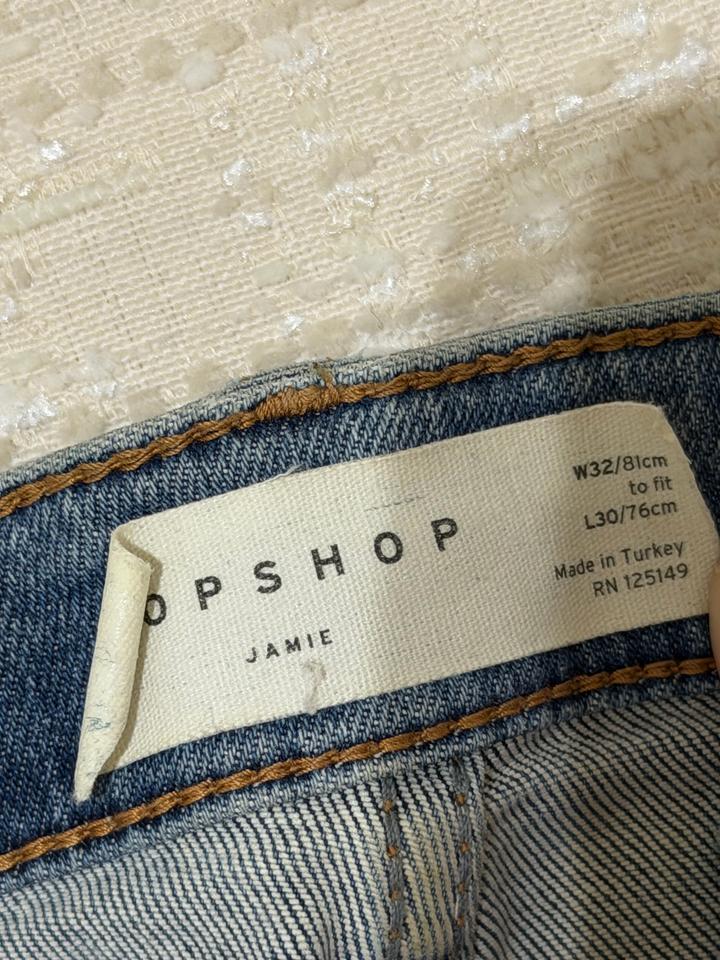 OPSHOP
JAMIE
W32/81cm
to fit
L30/76cm
Made in Turkey
RN 125149